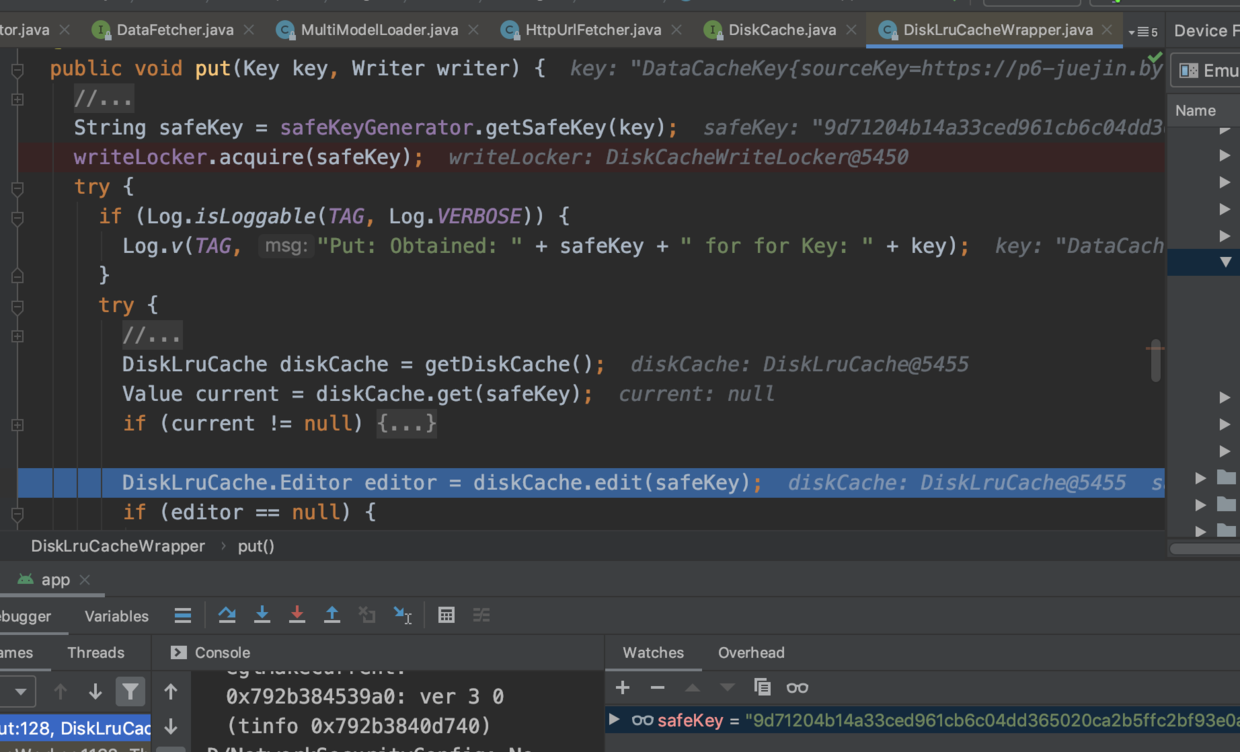 tor.java DataFetcher.java MultiModelLoader.java HttpUrlFetcher.java DiskCache.java DiskLruCacheWrapper.java 5 Device F
public void put(Key key, Writer writer) { key: "DataCacheKey{sourceKey=https://p6-juejin.by
Emu
//...
Name
String safeKey = safeKeyGenerator.getSafeKey(key); safeKey: "9d71204b14a33ced961cb6c04dd3
writeLocker.acquire(safeKey); writeLocker: DiskCacheWriteLocker@5450
try {
if (Log.isLoggable(TAG, Log.VERBOSE)) {
Log.v(TAG, msg: "Put: Obtained: " + safeKey + " for for Key: " + key); key: "DataCach
}
try {
//...
DiskLruCache diskCache = getDiskCache(); diskCache: DiskLruCache@5455
Value current = diskCache.get(safeKey); current: null
if (current != null) {...}
DiskLruCache.Editor editor = diskCache.edit(safeKey); diskCache: DiskLruCache@5455 s
if (editor == null) {
DiskLruCacheWrapper › put()
app
ebugger Variables
ames Threads Console Watches Overhead
0x792b384539a0: ver 3 0
safeKey = "9d71204b14a33ced961cb6c04dd365020ca2b5ffc2bf93e0a
ut:128, DiskLruCac (tinfo 0x792b3840d740)